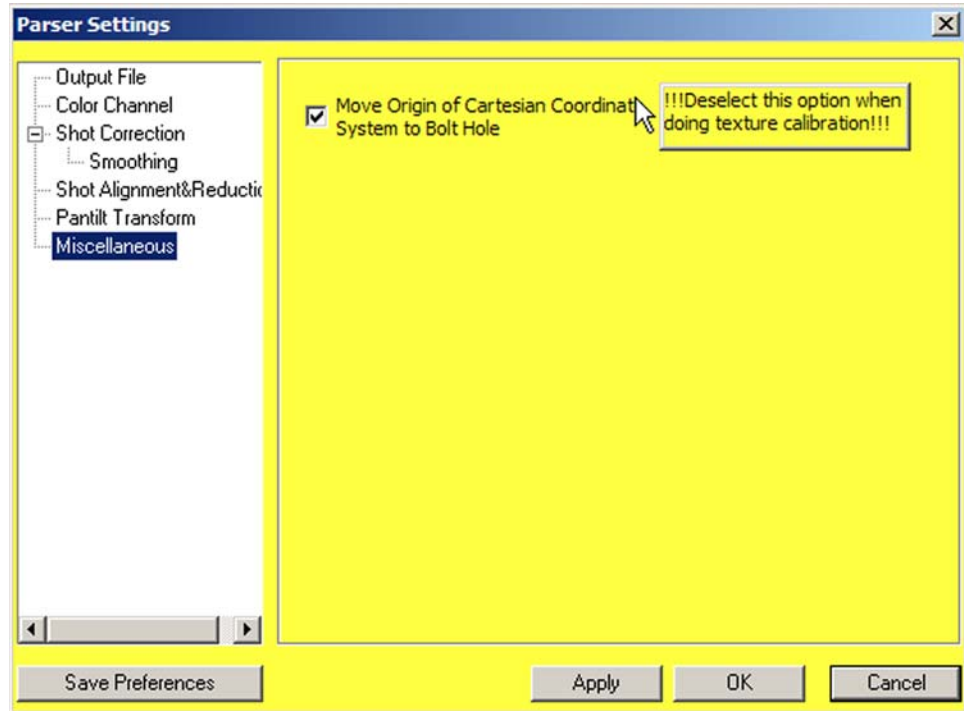 Parser Settings
Output File
Color Channel
Shot Correction
Smoothing
Shot Alignment&Reductic
Pantilt Transform
Miscellaneous
Move Origin of Cartesian Coordinat
System to Bolt Hole
!!!Deselect this option when
doing texture calibration!!!
Save Preferences
Apply
OK
Cancel